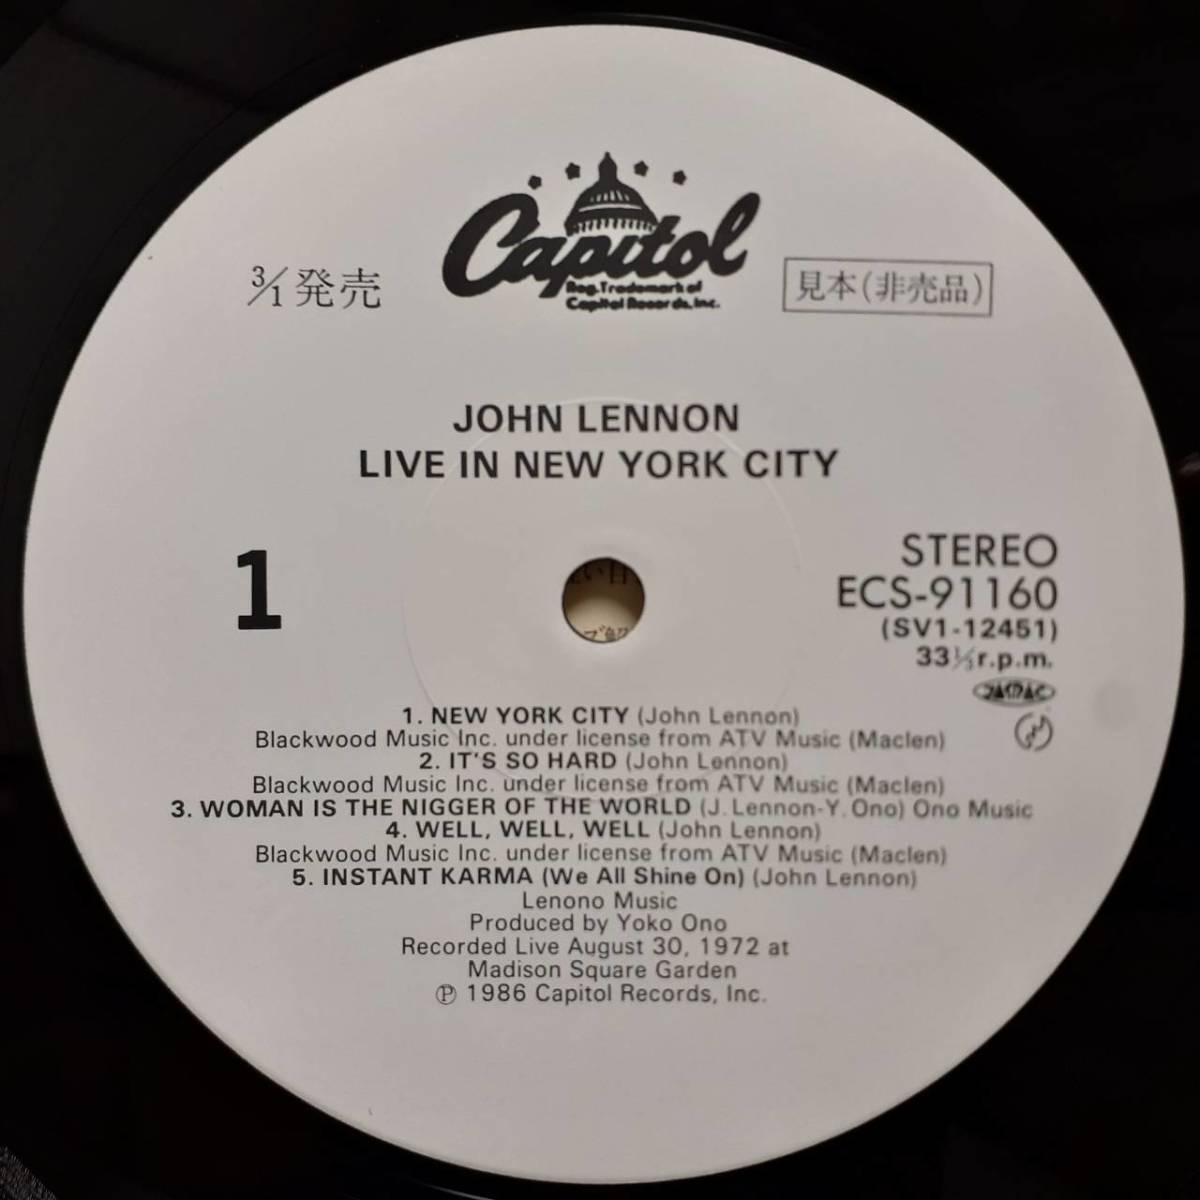 Capitol
Reg. Trademark of
Capitol Records, Inc.
3/1 発売
見本(非売品)
JOHN LENNON
LIVE IN NEW YORK CITY
1
STEREO
ECS-91160
(SV1-12451)
33⅓r.p.m.
JASRAC
1. NEW YORK CITY (John Lennon)
Blackwood Music Inc. under license from ATV Music (Maclen)
2. IT'S SO HARD (John Lennon)
Blackwood Music Inc. under license from ATV Music (Maclen)
3. WOMAN IS THE NIGGER OF THE WORLD (J. Lennon-Y. Ono) Ono Music
4. WELL, WELL, WELL (John Lennon)
Blackwood Music Inc. under license from ATV Music (Maclen)
5. INSTANT KARMA (We All Shine On) (John Lennon)
Lenono Music
Produced by Yoko Ono
Recorded Live August 30, 1972 at
Madison Square Garden
Ⓟ 1986 Capitol Records, Inc.